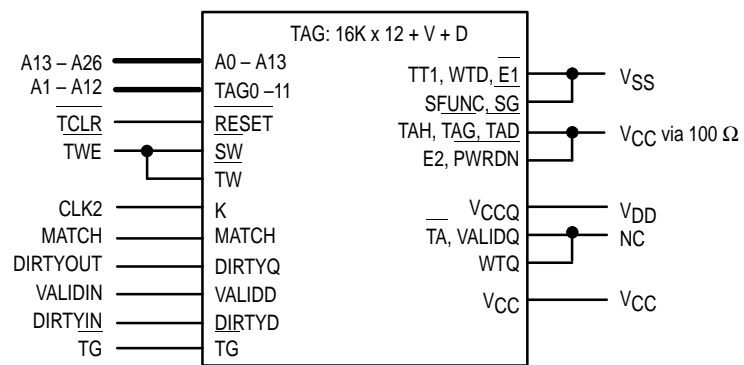 TAG: 16K x 12 + V + D
A13 – A26
A0 – A13
A1 – A12
TAG0 –11
TCLR
RESET
TWE
SW
TW
CLK2
K
MATCH
MATCH
DIRTYOUT
DIRTYQ
VALIDIN
VALIDD
DIRTYIN
DIRTYD
TG
TG
TT1, WTD, E1
SFUNC, SG
VSS
TAH, TAG, TAD
E2, PWRDN
VCC via 100 Ω
VCCQ
VDD
TA, VALIDQ
NC
WTQ
VCC
VCC